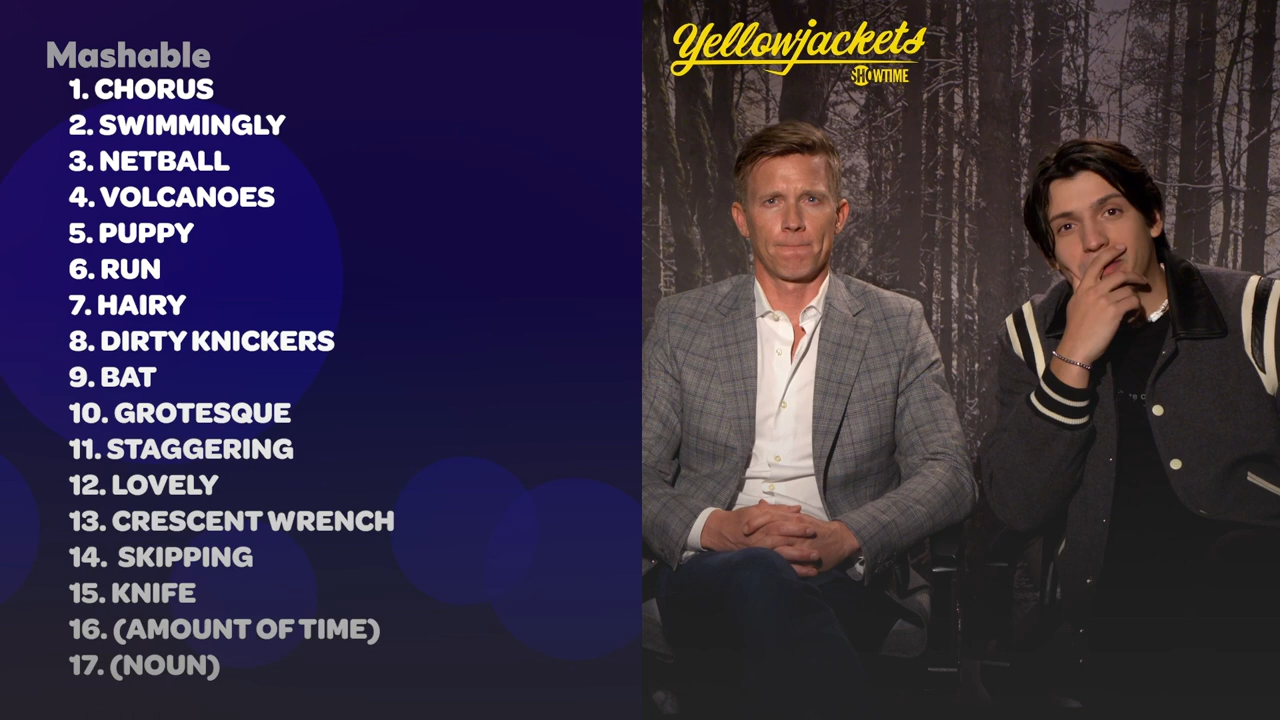 Mashable
1. CHORUS
2. SWIMMINGLY
3. NETBALL
4. VOLCANOES
5. PUPPY
6. RUN
7. HAIRY
8. DIRTY KNICKERS
9. BAT
10. GROTESQUE
11. STAGGERING
12. LOVELY
13. CRESCENT WRENCH
14. SKIPPING
15. KNIFE
16. (AMOUNT OF TIME)
17. (NOUN)
Yellowjackets
SHOWTIME